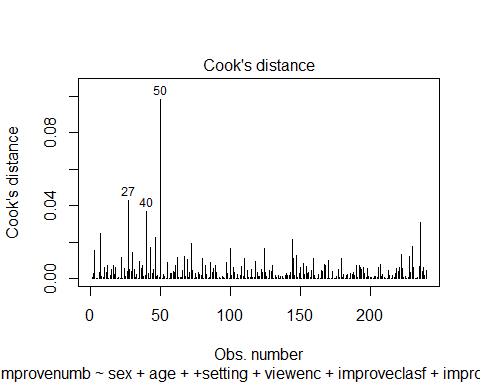 Cook's distance
Cook's distance
0.00 0.04 0.08
50
27
40
0 50 100 150 200
Obs. number
mprovenumb ~ sex + age + +setting + viewenc + improveclasf + impro